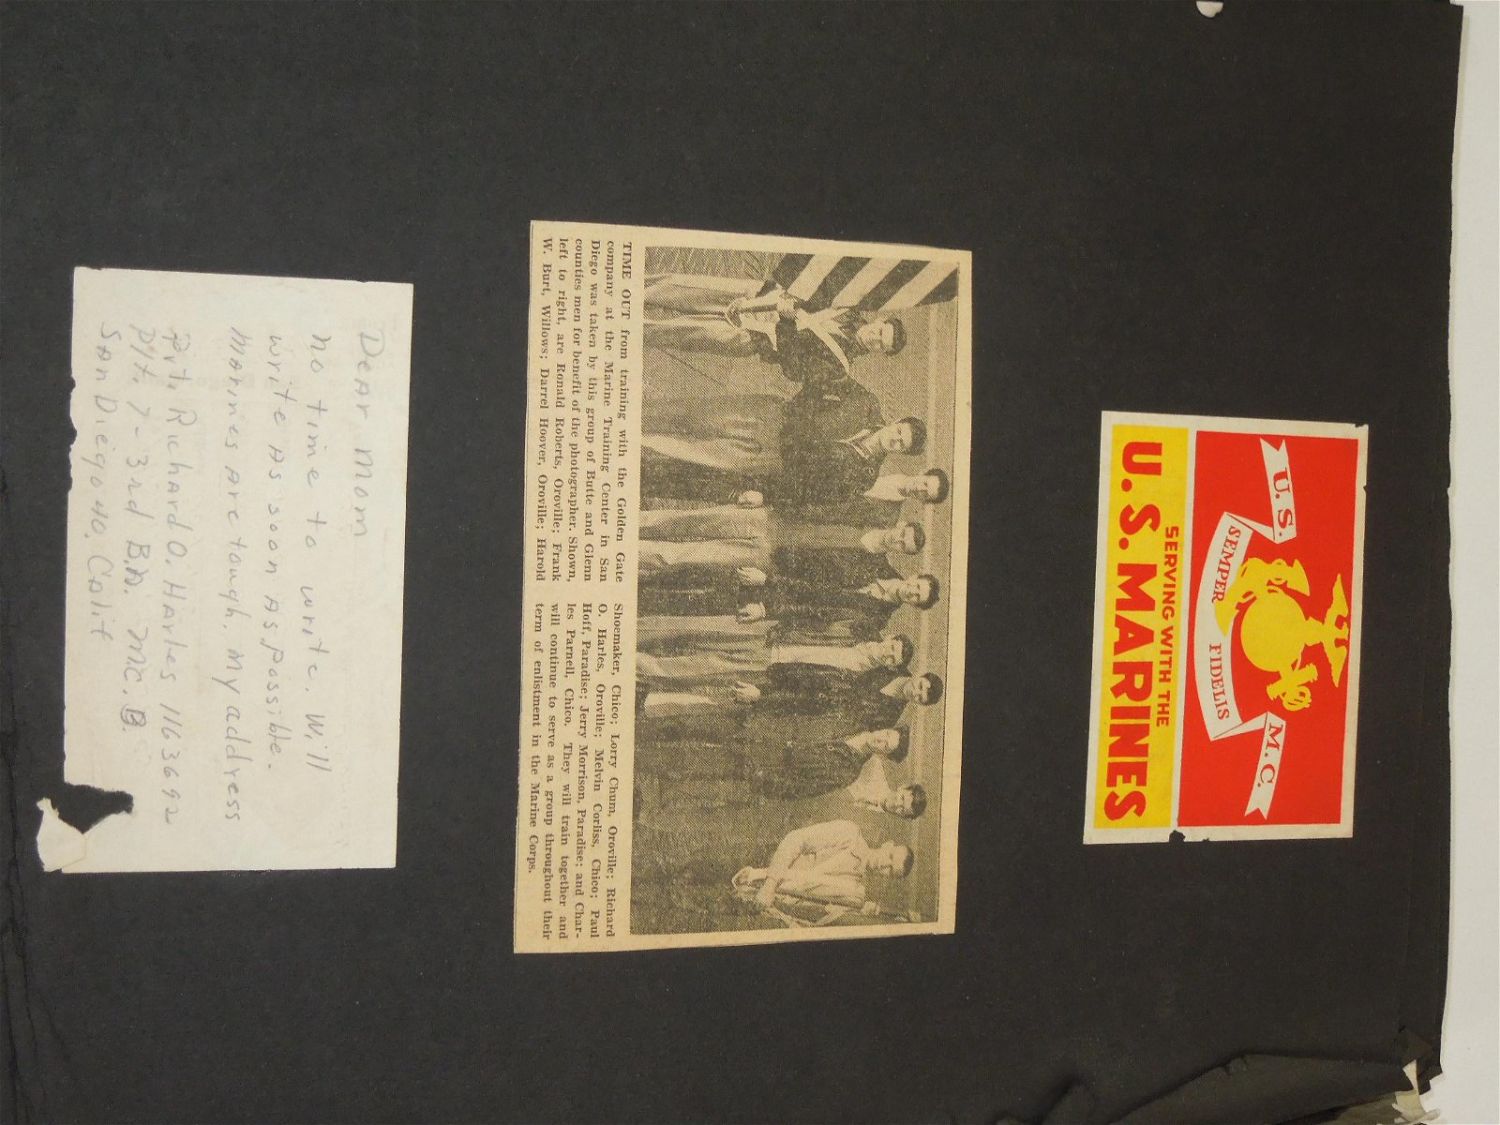 U. S.
M. C.
SEMPER FIDELIS
SERVING WITH THE
U. S. MARINES
TIME OUT from training with the Golden Gate
company at the Marine Training Center in San
Diego was taken by this group of Butte and Glenn
counties men for benefit of the photographer. Shown,
left to right, are Ronald Roberts, Oroville; Frank
W. Burt, Willows; Darrel Hoover, Oroville; Harold
Shoemaker, Chico; Lorry Chum, Oroville; Richard
O. Harles, Oroville; Melvin Corliss, Chico; Paul
Hoff, Paradise; Jerry Morrison, Paradise; and Char-
les Parnell, Chico. They will train together and
will continue to serve as a group throughout their
term of enlistment in the Marine Corps.
Dear Mom
no time to write. Will
write as soon as possible.
Marines are tough. my address
Pvt. Richard O. Harles 1163692
Plt. 7-3rd B.N. M.C.B.
San Diego 40. Calif